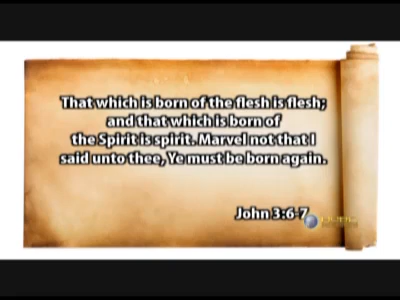 That which is born of the flesh is flesh;
and that which is born of
the Spirit is spirit. Marvel not that I
said unto thee, Ye must be born again.
John 3:6-7